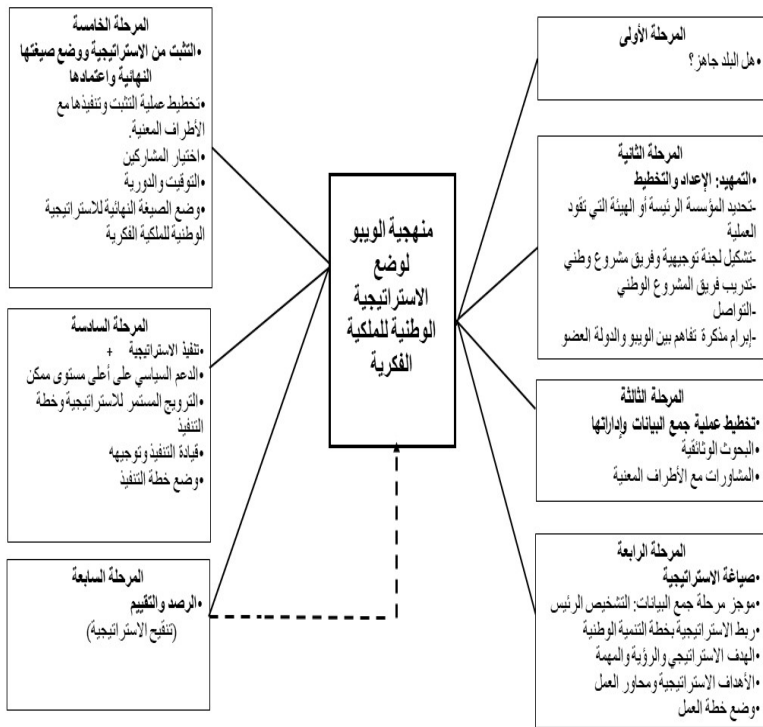 منهجية الويبو
لوضع
الاستراتيجية
الوطنية للملكية
الفكرية
المرحلة الأولى
•هل البلد جاهز؟
المرحلة الثانية
•التمهيد: الإعداد والتخطيط
-تحديد المؤسسة الرئيسة أو الهيئة التي تقود
العملية
-تشكيل لجنة توجيهية وفريق مشروع وطني
-تدريب فريق المشروع الوطني
-التواصل
-إبرام مذكرة تفاهم بين الويبو والدولة العضو
المرحلة الثالثة
•تخطيط عملية جمع البيانات وإداراتها
•البحوث الوثائقية
•المشاورات مع الأطراف المعنية
المرحلة الرابعة
•صياغة الاستراتيجية
•موجز مرحلة جمع البيانات: التشخيص الرئيس
•ربط الاستراتيجية بخطة التنمية الوطنية
•الهدف الاستراتيجي والرؤية والمهمة
•الأهداف الاستراتيجية ومحاور العمل
•وضع خطة العمل
المرحلة الخامسة
•التثبت من الاستراتيجية ووضع صيغتها
النهائية واعتمادها
•تخطيط عملية التثبت وتنفيذها مع
الأطراف المعنية.
•اختيار المشاركين
•التوقيت والدورية
•وضع الصيغة النهائية للاستراتيجية
الوطنية للملكية الفكرية
المرحلة السادسة
•تنفيذ الاستراتيجية +
•الدعم السياسي على أعلى مستوى ممكن
•الترويج المستمر للاستراتيجية وخطة
التنفيذ
•قيادة التنفيذ وتوجيهه
•وضع خطة التنفيذ
المرحلة السابعة
•الرصد والتقييم
(تنقيح الاستراتيجية)